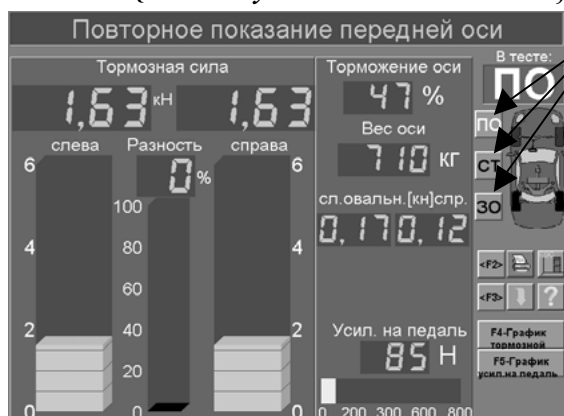 Повторное показание передней оси
Тормозная сила
1,63 кН 1,63
слева Разность справа
0 %
6 6
100
80
4 4
60
2 40 2
20
0 0 0
Торможение оси
47 %
Вес оси
710 кг
сл.овальн.[кн]спр.
0,17 0,12
Усил. на педаль
85 Н
0 200 300 600 800
В тесте:
ПО
ПО
СТ
ЗО
<F2>
<F3> ?
F4-График
тормозной
F5-График
усил.на педаль